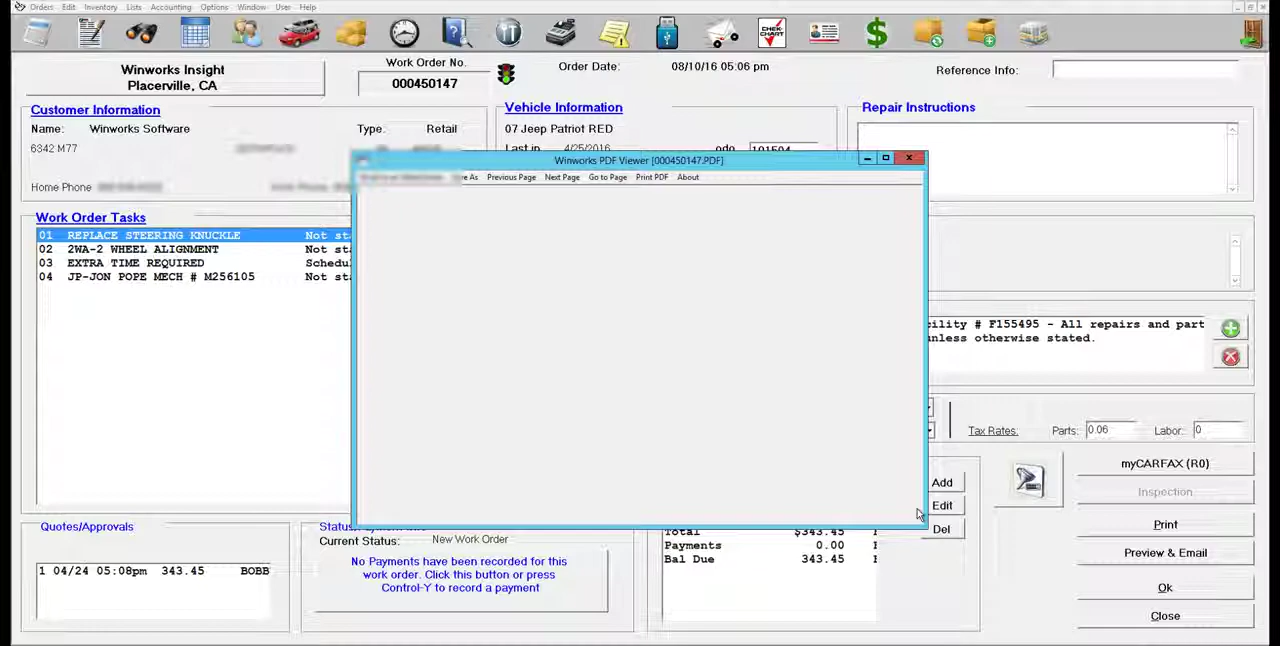 Orders Edit Inventory Lists Accounting Options Window User Help
Winworks Insight
Placerville, CA
Work Order No.
000450147
Order Date: 08/10/16 05:06 pm
Reference Info:
Customer Information
Name: Winworks Software
Type: Retail
6342 M77
Home Phone
Vehicle Information
07 Jeep Patriot RED
Last in 4/25/2016 odo 101504
Repair Instructions
Winworks PDF Viewer [000450147.PDF]
As Previous Page Next Page Go to Page Print PDF About
Work Order Tasks
01 REPLACE STEERING KNUCKLE Not
02 2WA-2 WHEEL ALIGNMENT Not
03 EXTRA TIME REQUIRED
04 JP-JON POPE MECH # M256105 Not
# F155495 - All repairs and part
unless otherwise stated.
Tax Rates: Parts: 0.06 Labor: 0
Add
Edit
Del
myCARFAX (R0)
Inspection
Print
Preview & Email
Ok
Close
Quotes/Approvals
1 04/24 05:08pm 343.45 BOBB
Current Status: New Work Order
No Payments have been recorded for this
work order. Click this button or press
Control-Y to record a payment
Total $343.45
Payments 0.00
Bal Due 343.45